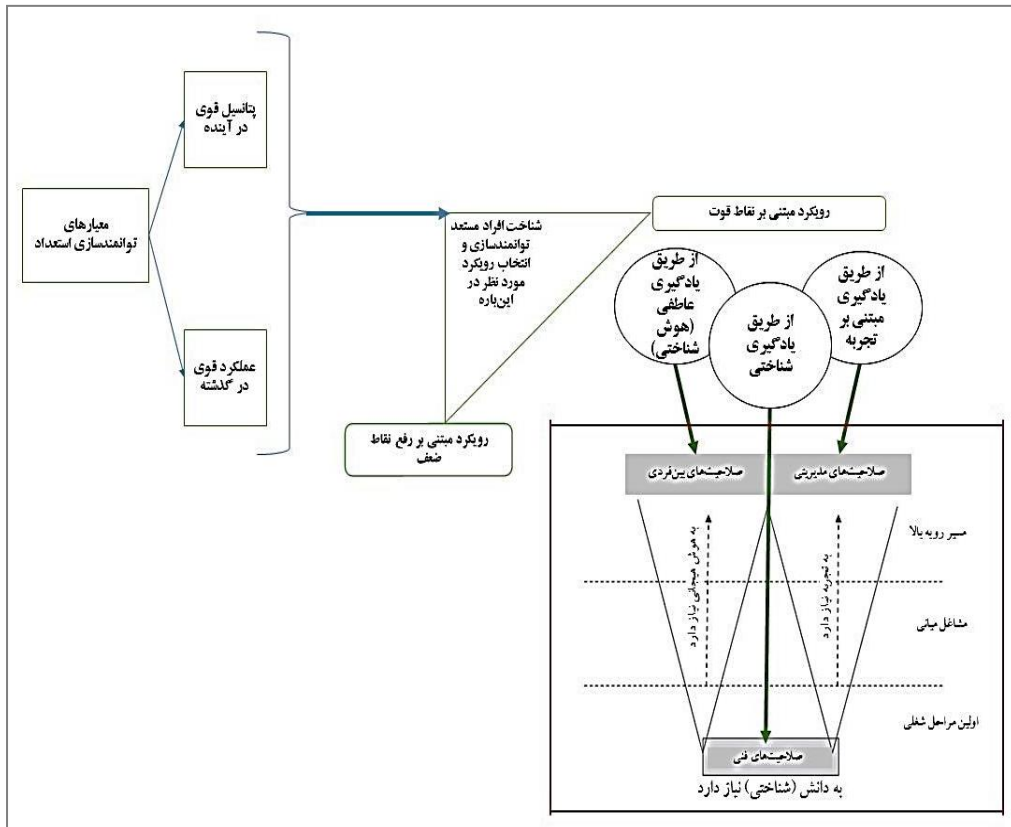 پتانسیل قوی
در آینده
معیارهای
توانمندسازی استعداد
عملکرد قوی
در گذشته
شناخت افراد مستعد
توانمندسازی و
انتخاب رویکرد
مورد نظر در
این‌باره
رویکرد مبتنی بر نقاط قوت
رویکرد مبتنی بر رفع نقاط
ضعف
از طریق
یادگیری
مبتنی بر
تجربه
از طریق
یادگیری
شناختی
از طریق
یادگیری
عاطفی
(هوش
شناختی)
صلاحیت‌های مدیریتی
صلاحیت‌های بین‌فردی
مسیر روبه بالا
مشاغل میانی
اولین مراحل شغلی
به تجربه نیاز دارد
به هوش هیجانی نیاز دارد
صلاحیت‌های فنی
به دانش (شناختی) نیاز دارد